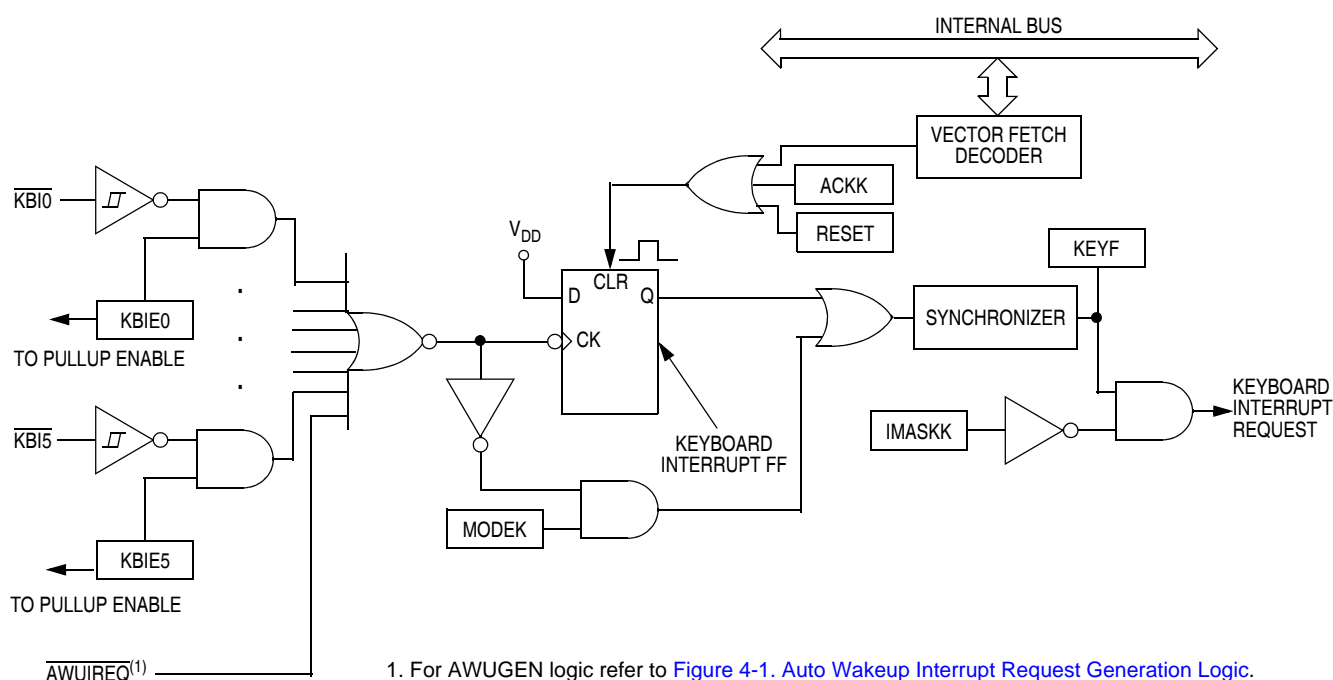 INTERNAL BUS
VECTOR FETCH
DECODER
ACKK
RESET
KBI0
VDD
KEYF
CLR
D
Q
KBIE0
CK
SYNCHRONIZER
TO PULLUP ENABLE
KEYBOARD
INTERRUPT
REQUEST
IMASKK
KBI5
KEYBOARD
INTERRUPT FF
MODEK
KBIE5
TO PULLUP ENABLE
AWUIREQ(1)
1. For AWUGEN logic refer to Figure 4-1. Auto Wakeup Interrupt Request Generation Logic.